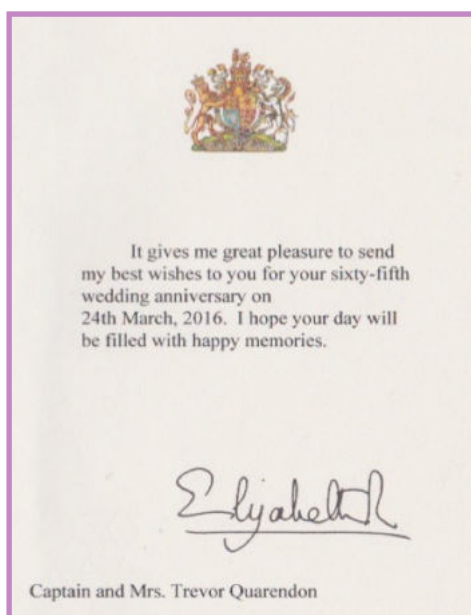 It gives me great pleasure to send
my best wishes to you for your sixty-fifth
wedding anniversary on
24th March, 2016.  I hope your day will
be filled with happy memories.
Elizabeth R
Captain and Mrs. Trevor Quarendon